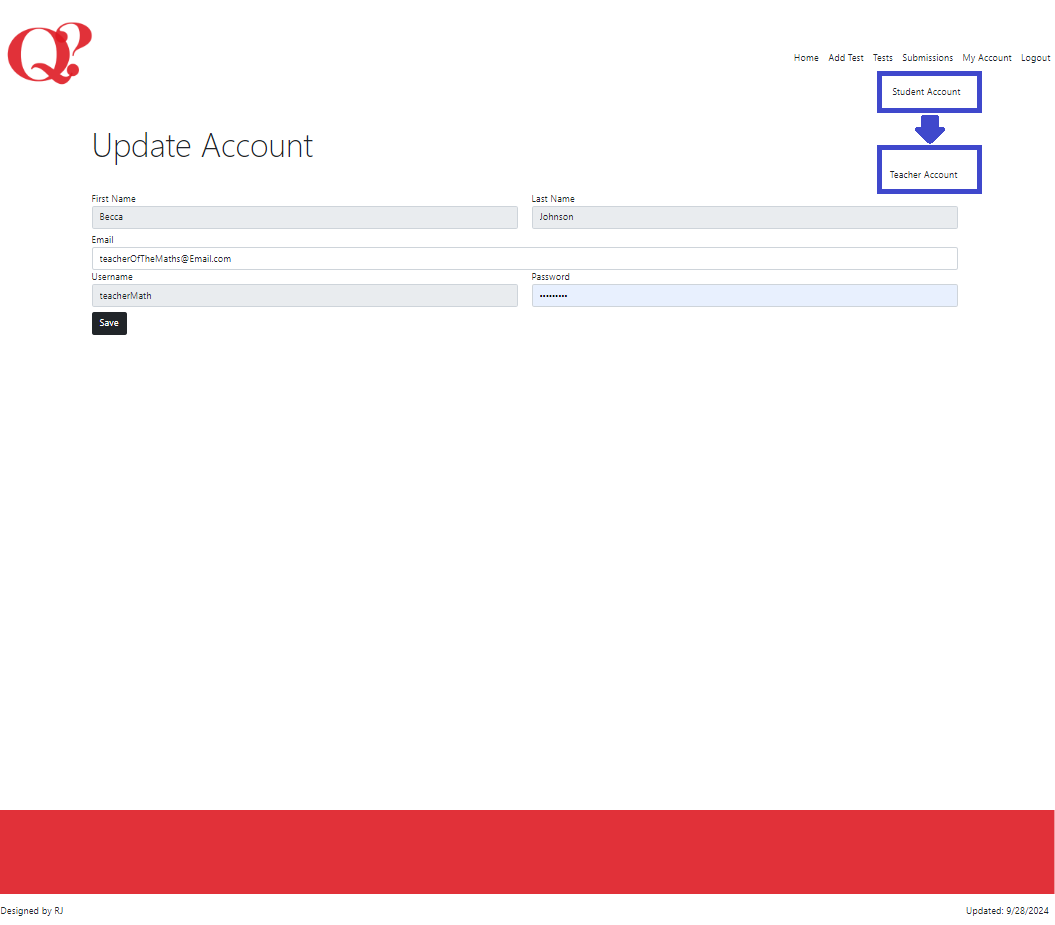 Q?
Home Add Test Tests Submissions My Account Logout
Student Account
Update Account
Teacher Account
First Name Last Name
Becca Johnson
Email
teacherOfTheMaths@Email.com
Username Password
teacherMath •••••••••
Save
Designed by RJ Updated: 9/28/2024